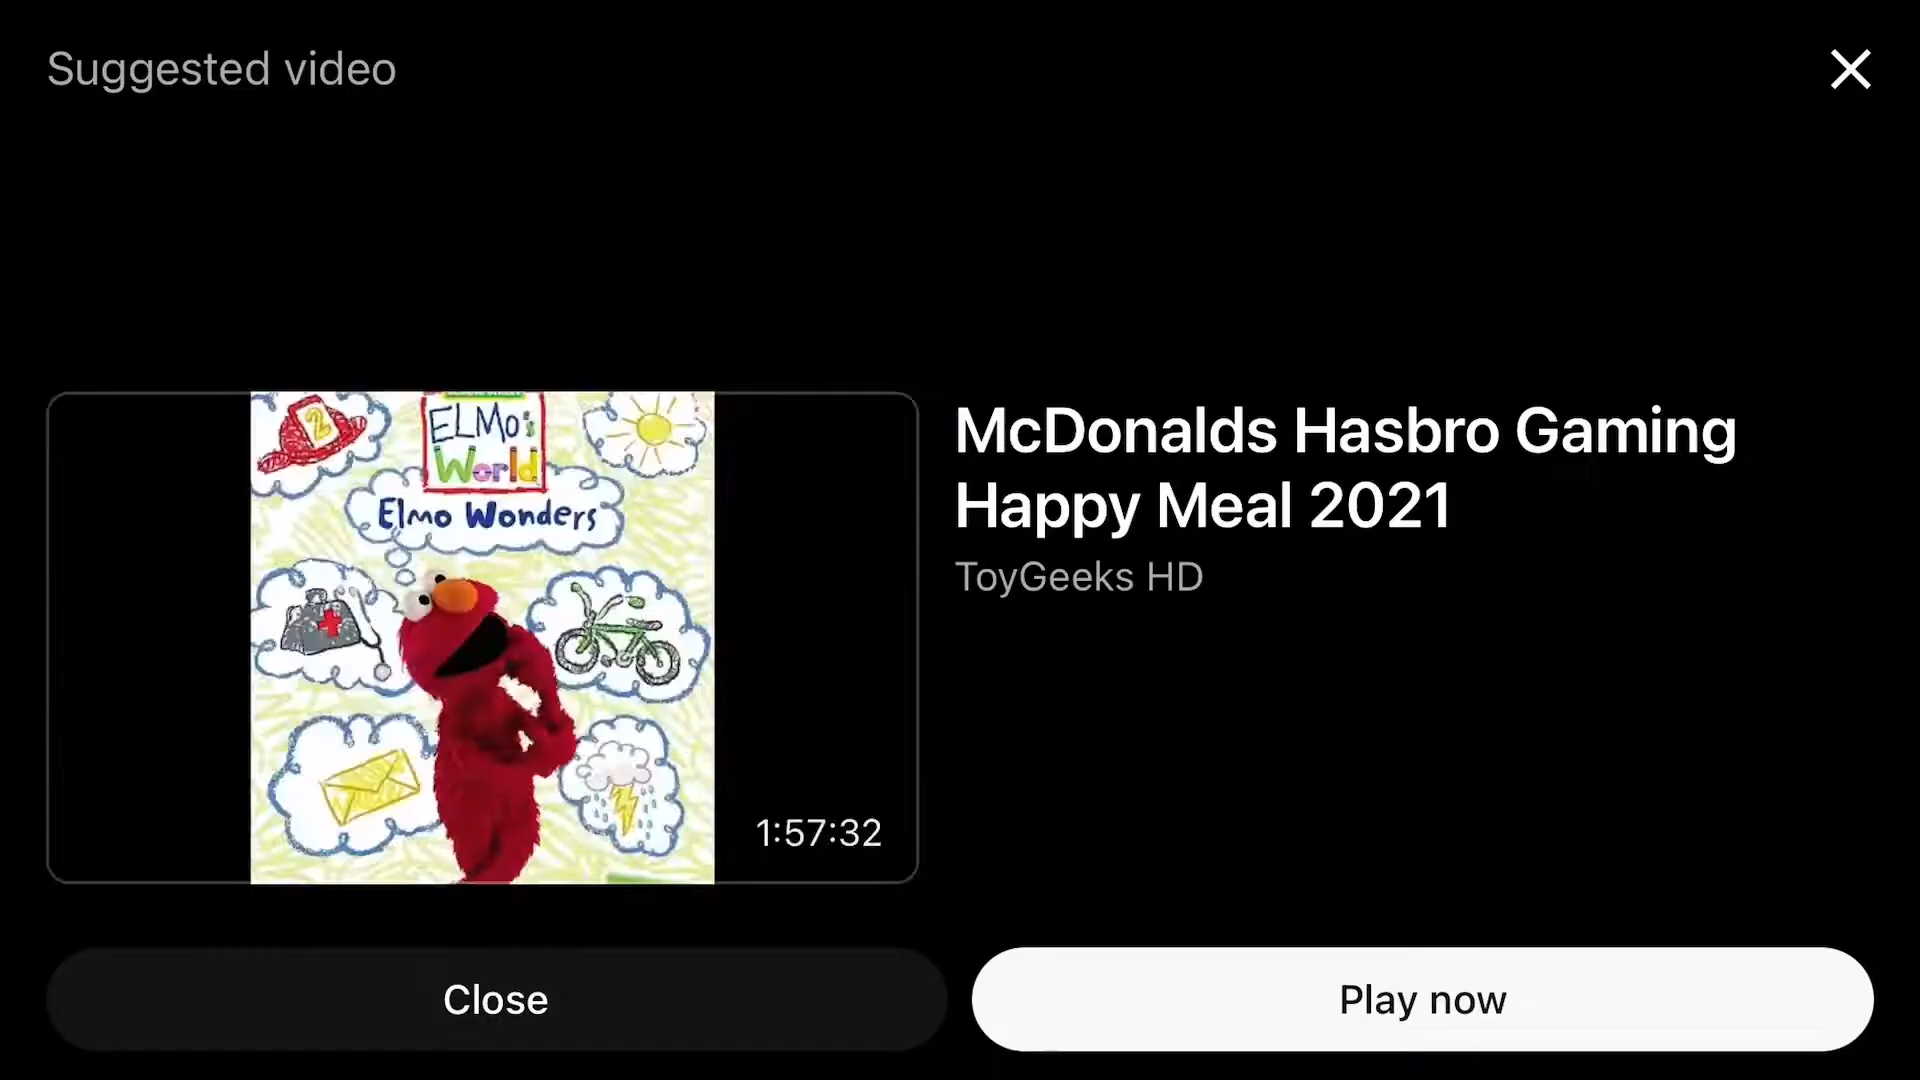 Suggested video
2
ELMo's
World
Elmo Wonders
1:57:32
McDonalds Hasbro Gaming
Happy Meal 2021
ToyGeeks HD
Close
Play now